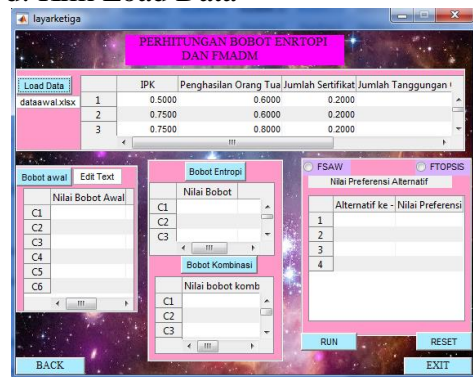 d. Klik Load Data
layarketiga
PERHITUNGAN BOBOT ENRTOPI
DAN FMADM
Load Data
dataawal.xlsx
IPK Penghasilan Orang Tua Jumlah Sertifikat Jumlah Tanggungan
1 0.5000 0.6000 0.2000
2 0.7500 0.6000 0.2000
3 0.7500 0.8000 0.2000
Bobot awal Edit Text
Nilai Bobot Awal
C1
C2
C3
C4
C5
C6
Bobot Entropi
Nilai Bobot
C1
C2
C3
Bobot Kombinasi
Nilai bobot komb
C1
C2
C3
FSAW FTOPSIS
Nilai Preferensi Alternatif
Alternatif ke - Nilai Preferensi
1
2
3
4
RUN RESET
BACK EXIT